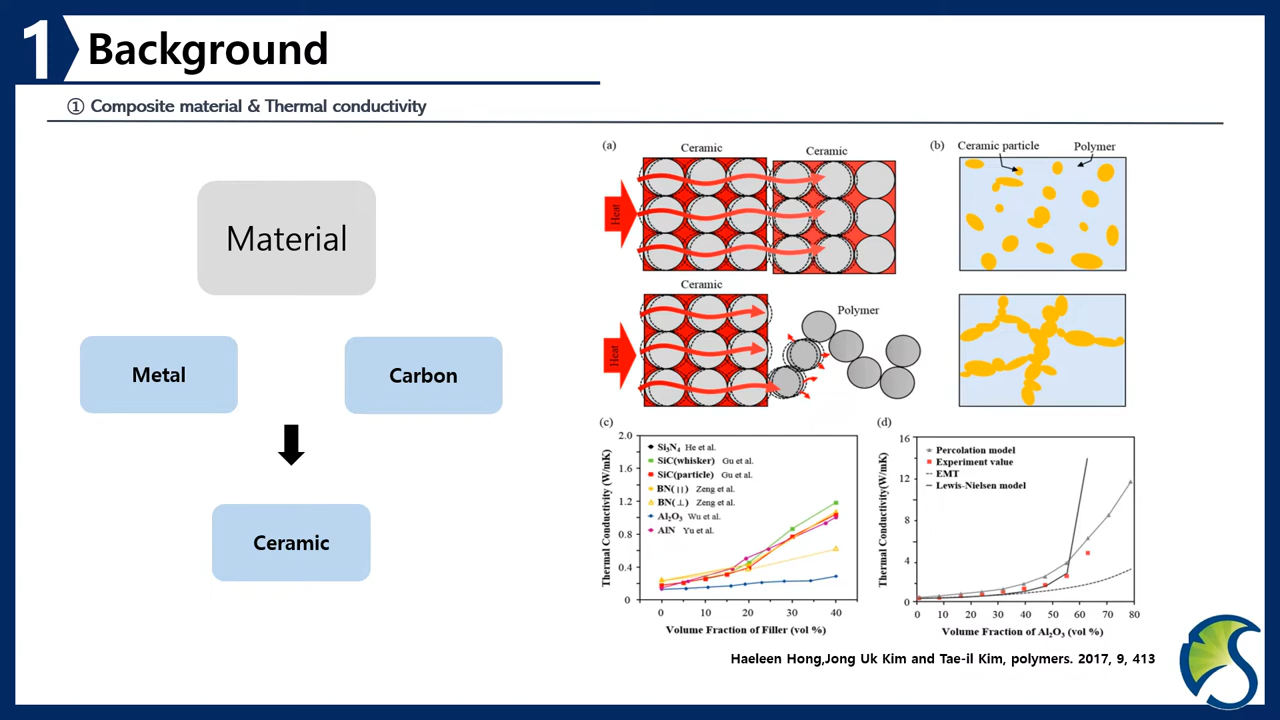 1 Background
① Composite material & Thermal conductivity
Material
Metal
Carbon
Ceramic
(a)
Ceramic
Ceramic
Heat
Ceramic
Polymer
Heat
(b)
Ceramic particle
Polymer
(c)
Thermal Conductivity (W/mK)
2.0
1.6
1.2
0.8
0.4
0
Si₃N₄ He et al.
SiC(whisker) Gu et al.
SiC(particle) Gu et al.
BN(∣∣) Zeng et al.
BN(⊥) Zeng et al.
Al₂O₃ Wu et al.
AlN Yu et al.
0 10 20 30 40
Volume Fraction of Filler (vol %)
(d)
Thermal Conductivity(W/mK)
16
12
8
4
0
Percolation model
Experiment value
EMT
Lewis-Nielsen model
0 10 20 30 40 50 60 70 80
Volume Fraction of Al₂O₃ (vol %)
Haeleen Hong,Jong Uk Kim and Tae-il Kim, polymers. 2017, 9, 413